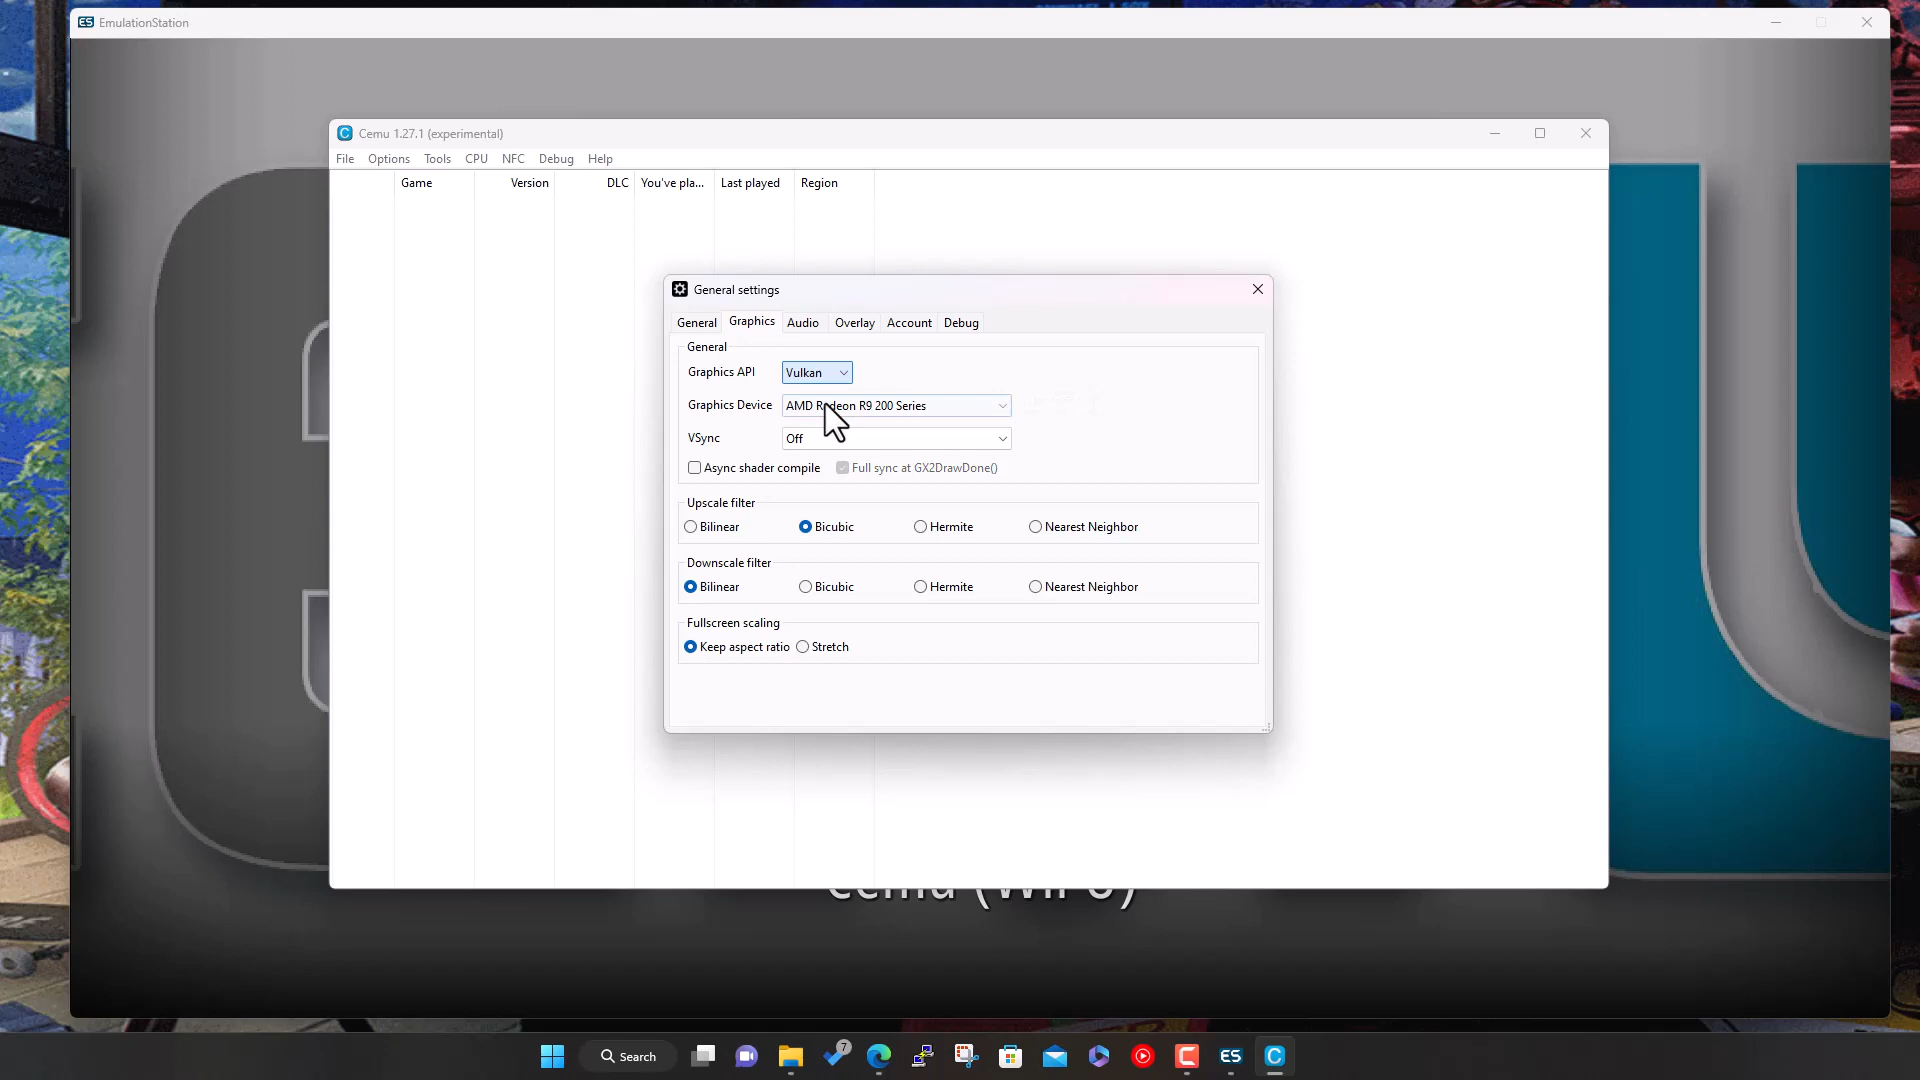 EmulationStation
Cemu 1.27.1 (experimental)
File Options Tools CPU NFC Debug Help
Game Version DLC You've pla... Last played Region
General settings
General Graphics Audio Overlay Account Debug
General
Graphics API Vulkan
Graphics Device AMD Radeon R9 200 Series
VSync Off
Async shader compile Full sync at GX2DrawDone()
Upscale filter
Bilinear Bicubic Hermite Nearest Neighbor
Downscale filter
Bilinear Bicubic Hermite Nearest Neighbor
Fullscreen scaling
Keep aspect ratio Stretch
Cemu (Wii U)
Search 7 ES C